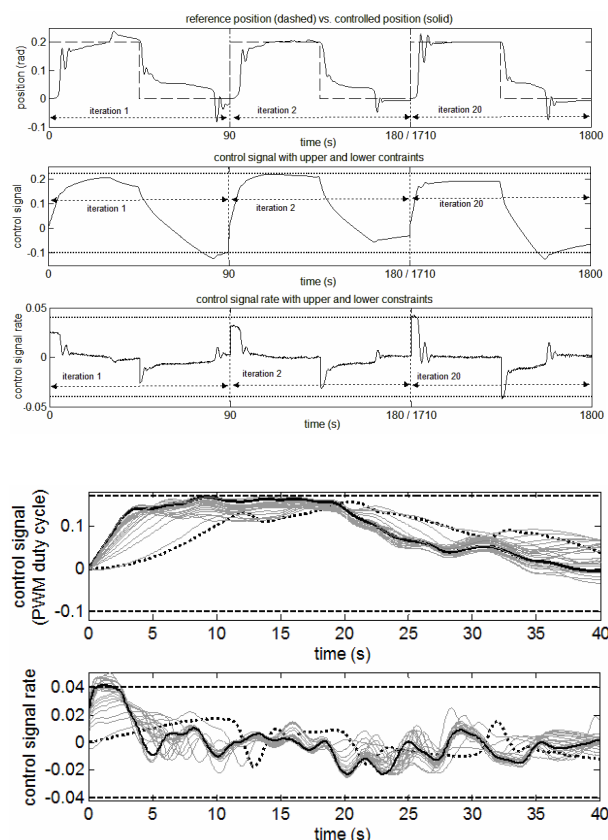 reference position (dashed) vs. controlled position (solid)
position (rad)
0.2
0.1
0
-0.1
iteration 1
iteration 2
iteration 20
0
90
180 / 1710
1800
time (s)
control signal with upper and lower contraints
control signal
0.2
0.1
0
-0.1
iteration 1
iteration 2
iteration 20
0
90
180 / 1710
1800
time (s)
control signal rate with upper and lower constraints
control signal rate
0.05
0
-0.05
iteration 1
iteration 2
iteration 20
0
90
180 / 1710
1800
time (s)
control signal
(PWM duty cycle)
0.1
0
-0.1
0 5 10 15 20 25 30 35 40
time (s)
control signal rate
0.04
0.02
0
-0.02
-0.04
0 5 10 15 20 25 30 35 40
time (s)